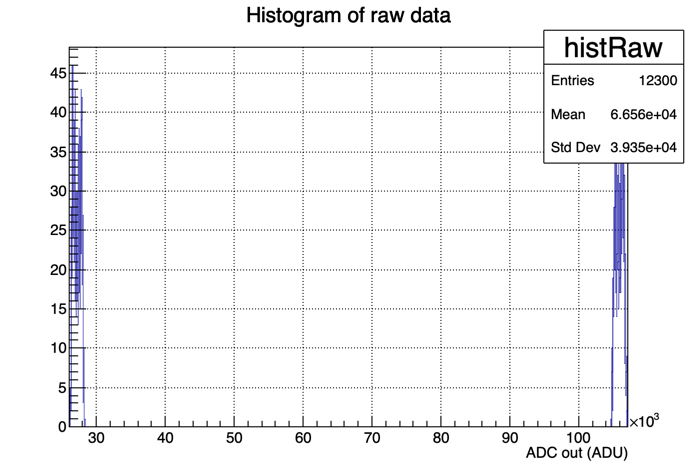 Histogram of raw data
histRaw
Entries 12300
Mean 6.656e+04
Std Dev 3.935e+04
45
40
35
30
25
20
15
10
5
0
30 40 50 60 70 80 90 100
×10³
ADC out (ADU)